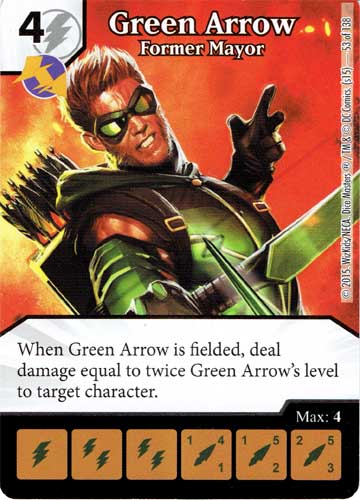 4
Green Arrow
Former Mayor
© 2015 WizKids/NECA. Dice Masters ® / TM & © DC Comics. (s15) — 53 of 138
When Green Arrow is fielded, deal
damage equal to twice Green Arrow's level
to target character.
Max: 4
1 4 1
1 5 2
2 5 3